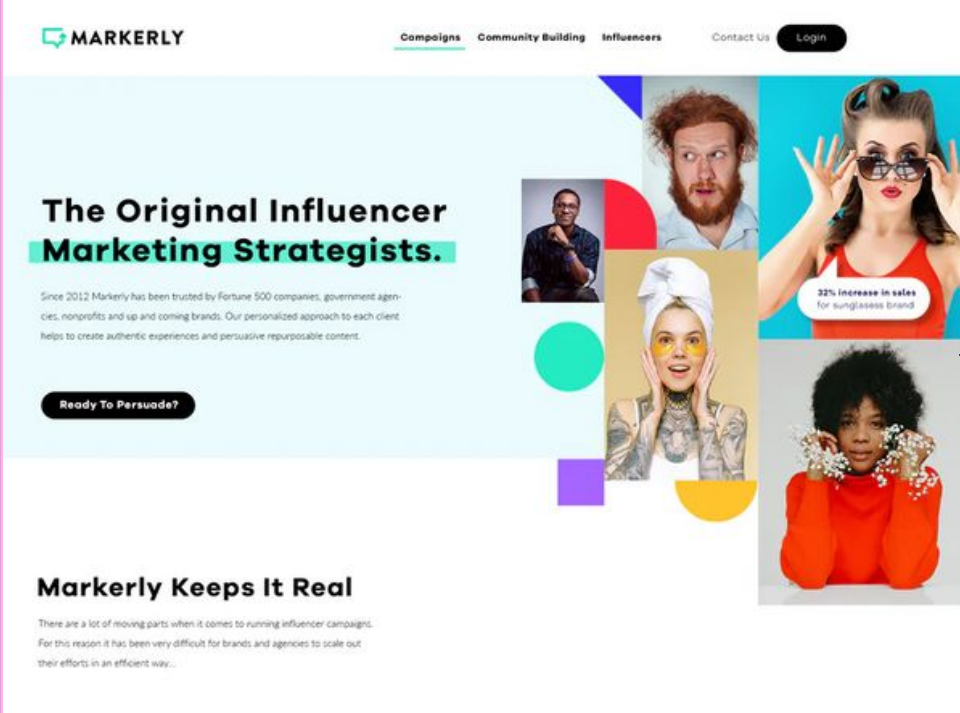 MARKERLY
Campaigns
Community Building
Influencers
Contact Us
Login
The Original Influencer
Marketing Strategists.
Since 2012 Markerly has been trusted by Fortune 500 companies, government agen-
cies, nonprofits and up and coming brands. Our personalized approach to each client
helps to create authentic experiences and persuasive repurposable content.
Ready To Persuade?
32% increase in sales
for sunglasess brand
Markerly Keeps It Real
There are a lot of moving parts when it comes to running influencer campaigns.
For this reason it has been very difficult for brands and agencies to scale out
their efforts in an efficient way...